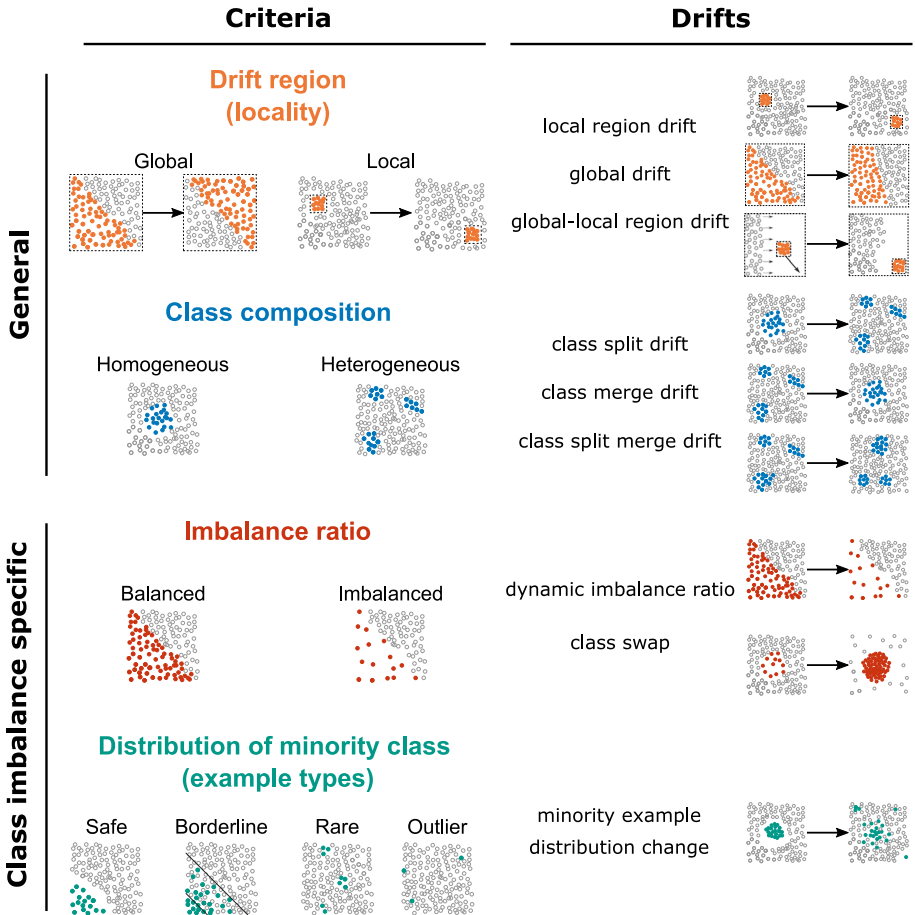 Criteria
Drifts
General
Drift region
(locality)
Global
Local
local region drift
global drift
global-local region drift
Class composition
Homogeneous
Heterogeneous
class split drift
class merge drift
class split merge drift
Class imbalance specific
Imbalance ratio
Balanced
Imbalanced
dynamic imbalance ratio
class swap
Distribution of minority class
(example types)
Safe
Borderline
Rare
Outlier
minority example
distribution change